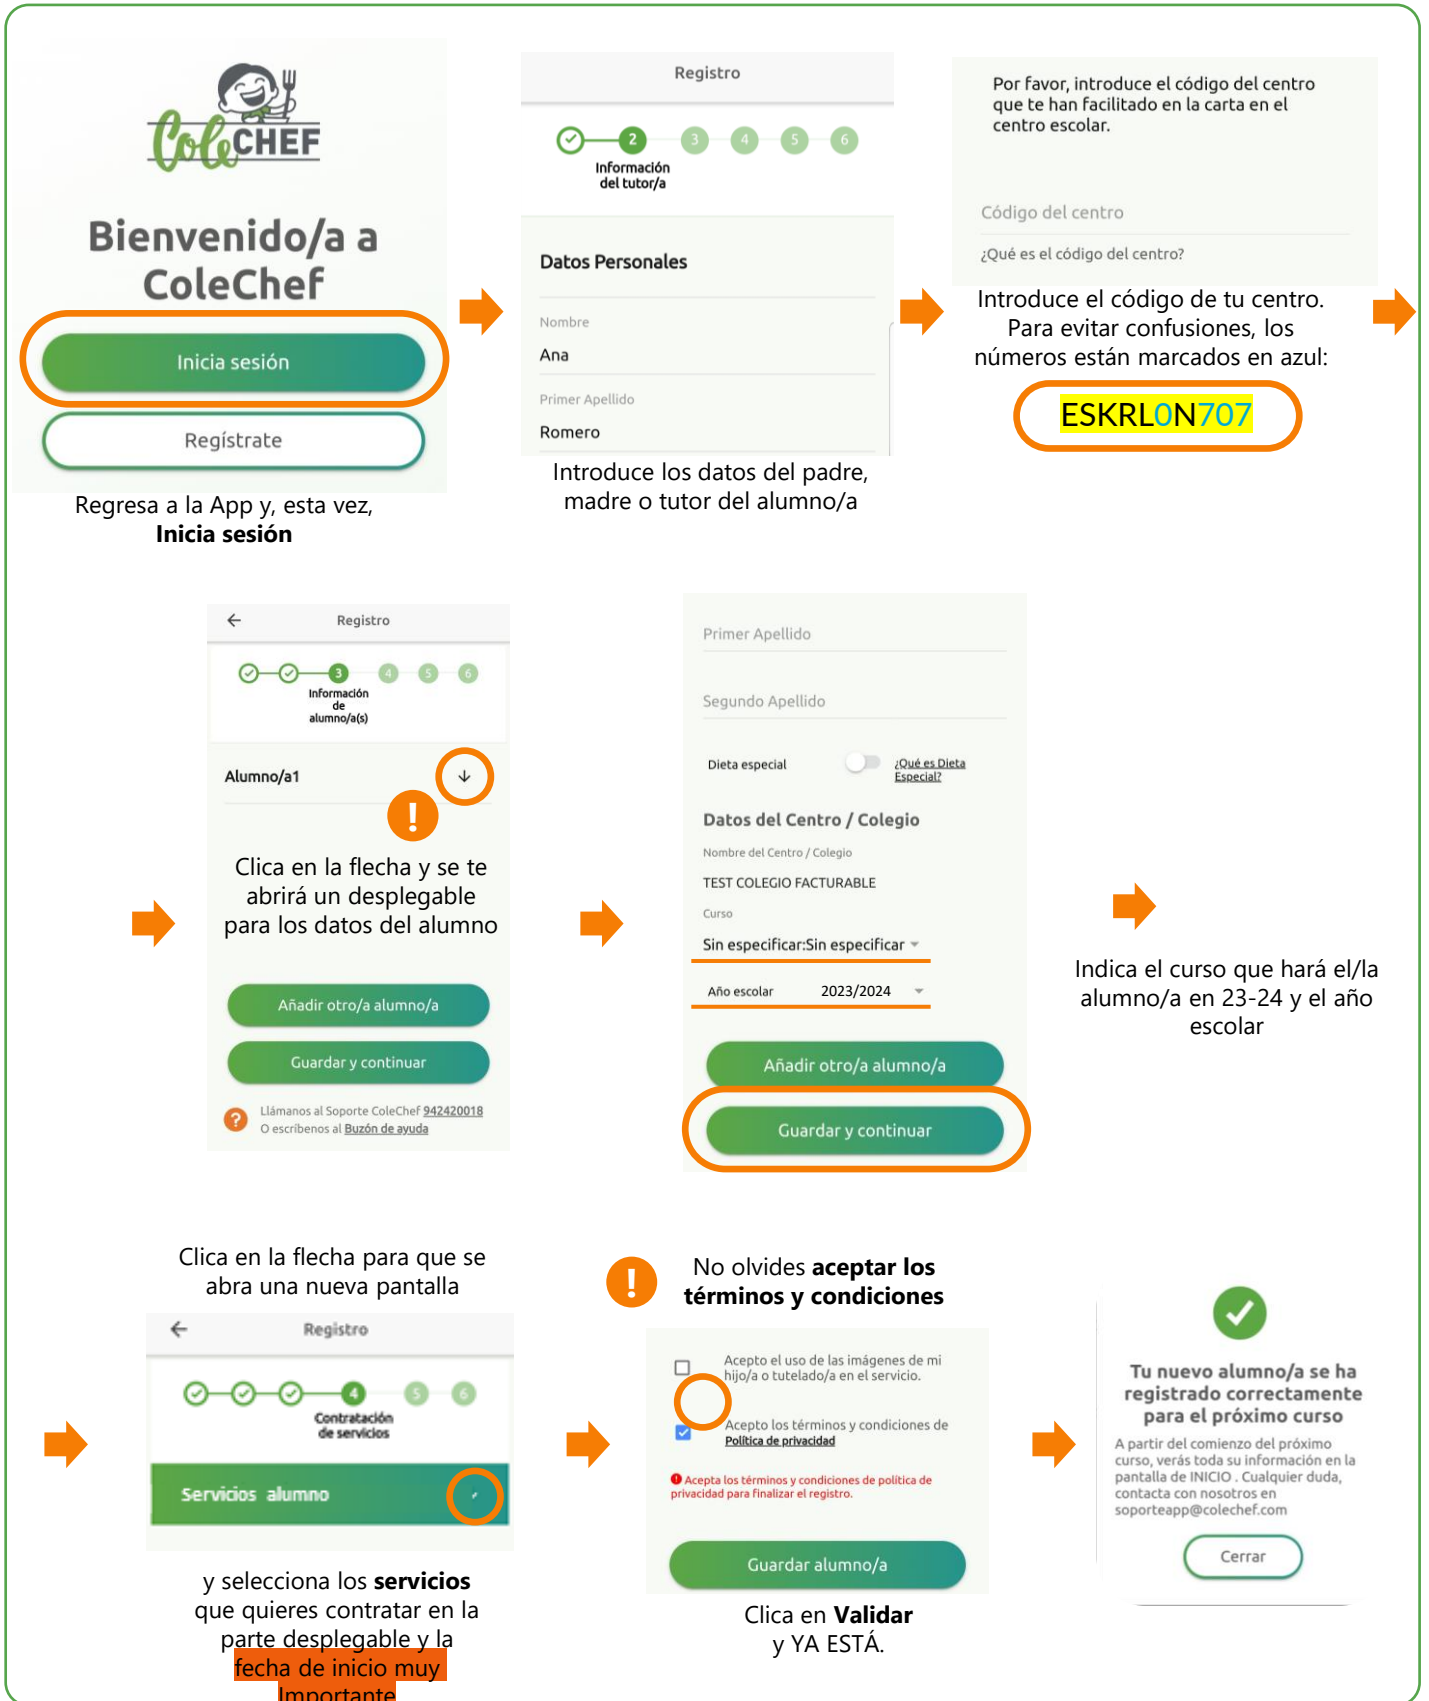 ColeCHEF
Bienvenido/a a
ColeChef
Inicia sesión
Regístrate
Regresa a la App y, esta vez,
Inicia sesión
Registro
2 3 4 5 6
Información
del tutor/a
Datos Personales
Nombre
Ana
Primer Apellido
Romero
Introduce los datos del padre,
madre o tutor del alumno/a
Por favor, introduce el código del centro
que te han facilitado en la carta en el
centro escolar.
Código del centro
¿Qué es el código del centro?
Introduce el código de tu centro.
Para evitar confusiones, los
números están marcados en azul:
ESKRL0N707
Registro
3 4 5 6
Información
de
alumno/a(s)
Alumno/a1
!
Clica en la flecha y se te
abrirá un desplegable
para los datos del alumno
Añadir otro/a alumno/a
Guardar y continuar
?
Llámanos al Soporte ColeChef 942420018
O escríbenos al Buzón de ayuda
Primer Apellido
Segundo Apellido
Dieta especial
¿Qué es Dieta
Especial?
Datos del Centro / Colegio
Nombre del Centro / Colegio
TEST COLEGIO FACTURABLE
Curso
Sin especificar:Sin especificar
Año escolar 2023/2024
Añadir otro/a alumno/a
Guardar y continuar
Indica el curso que hará el/la
alumno/a en 23-24 y el año
escolar
Clica en la flecha para que se
abra una nueva pantalla
Registro
4 5 6
Contratación
de servicios
Servicios alumno
y selecciona los servicios
que quieres contratar en la
parte desplegable y la
fecha de inicio muy
Importante
!
No olvides aceptar los
términos y condiciones
Acepto el uso de las imágenes de mi
hijo/a o tutelado/a en el servicio.
Acepto los términos y condiciones de
Política de privacidad
Acepta los términos y condiciones de política de
privacidad para finalizar el registro.
Guardar alumno/a
Clica en Validar
y YA ESTÁ.
Tu nuevo alumno/a se ha
registrado correctamente
para el próximo curso
A partir del comienzo del próximo
curso, verás toda su información en la
pantalla de INICIO . Cualquier duda,
contacta con nosotros en
soporteapp@colechef.com
Cerrar